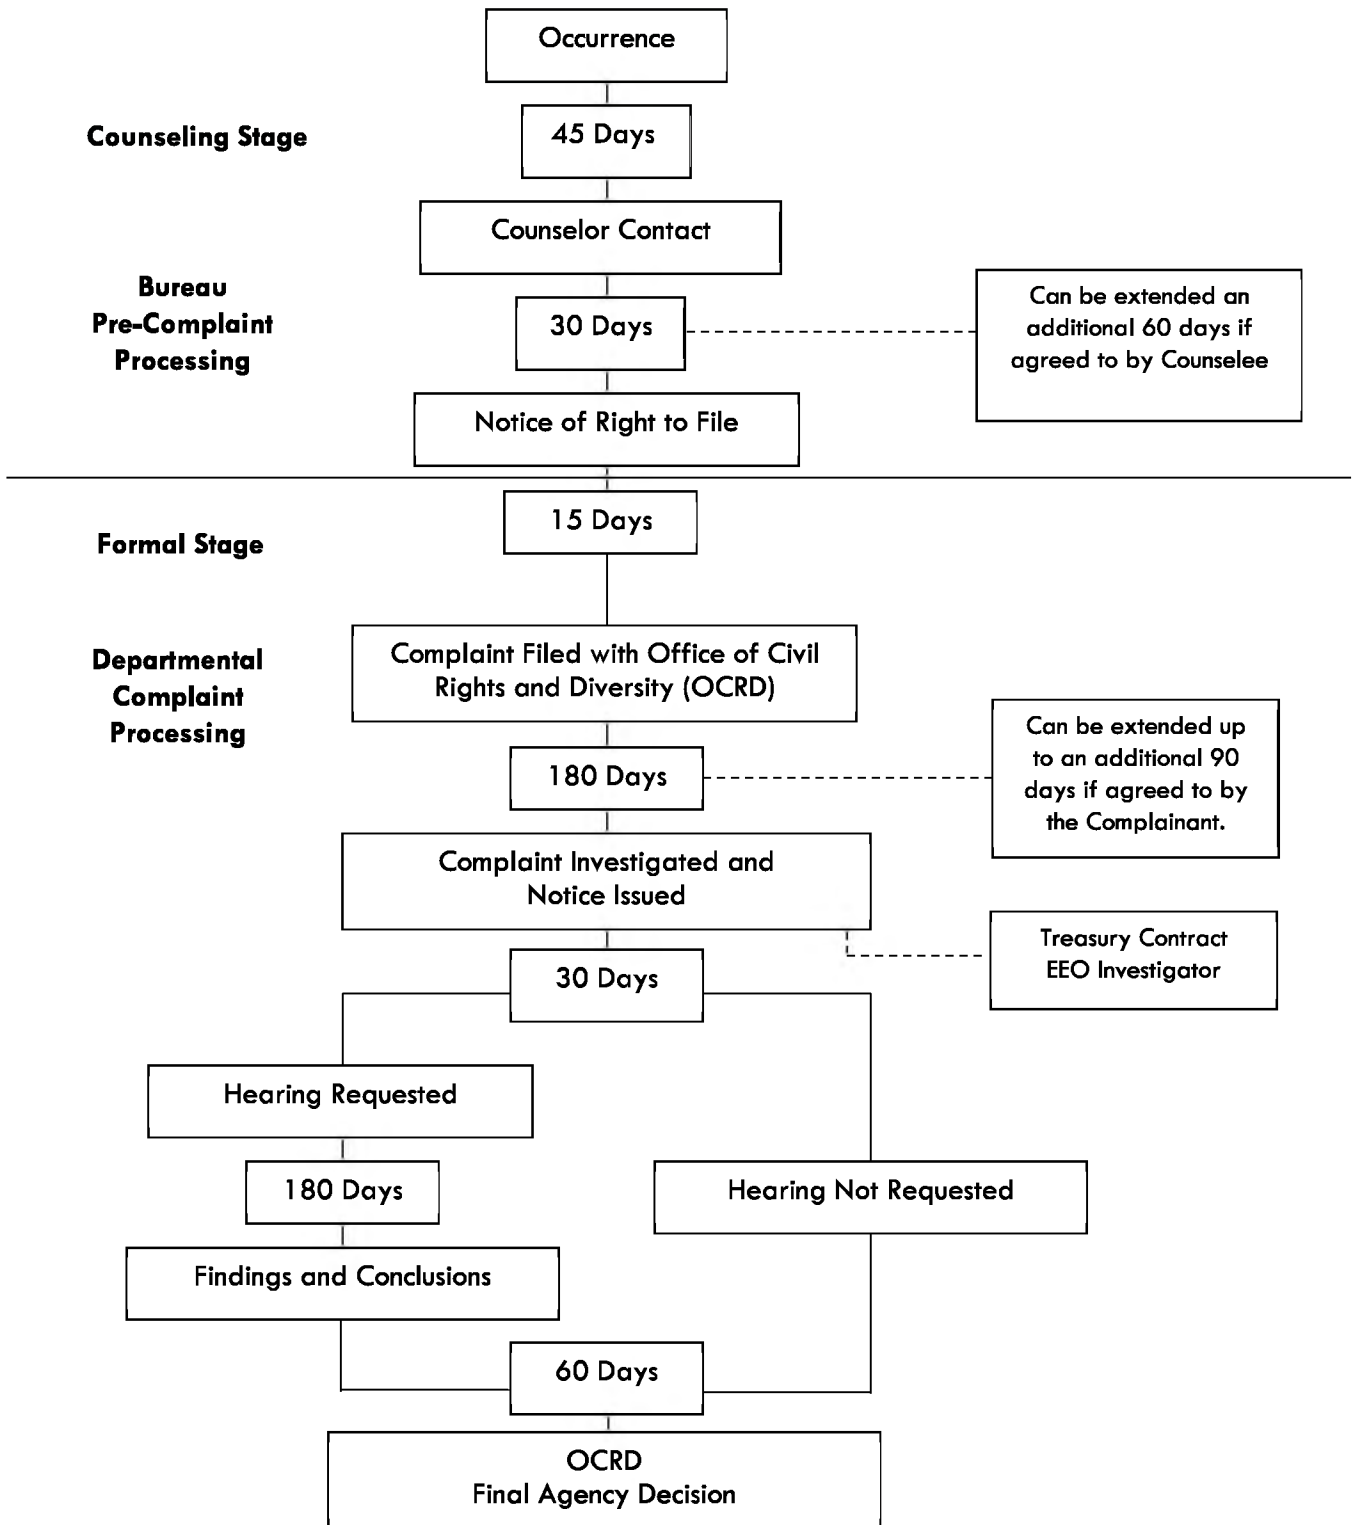 Occurrence
Counseling Stage
45 Days
Counselor Contact
Bureau
Pre-Complaint
Processing
30 Days
Can be extended an
additional 60 days if
agreed to by Counselee
Notice of Right to File
15 Days
Formal Stage
Complaint Filed with Office of Civil
Rights and Diversity (OCRD)
Departmental
Complaint
Processing
180 Days
Can be extended up
to an additional 90
days if agreed to by
the Complainant.
Complaint Investigated and
Notice Issued
Treasury Contract
EEO Investigator
30 Days
Hearing Requested
180 Days
Hearing Not Requested
Findings and Conclusions
60 Days
OCRD
Final Agency Decision